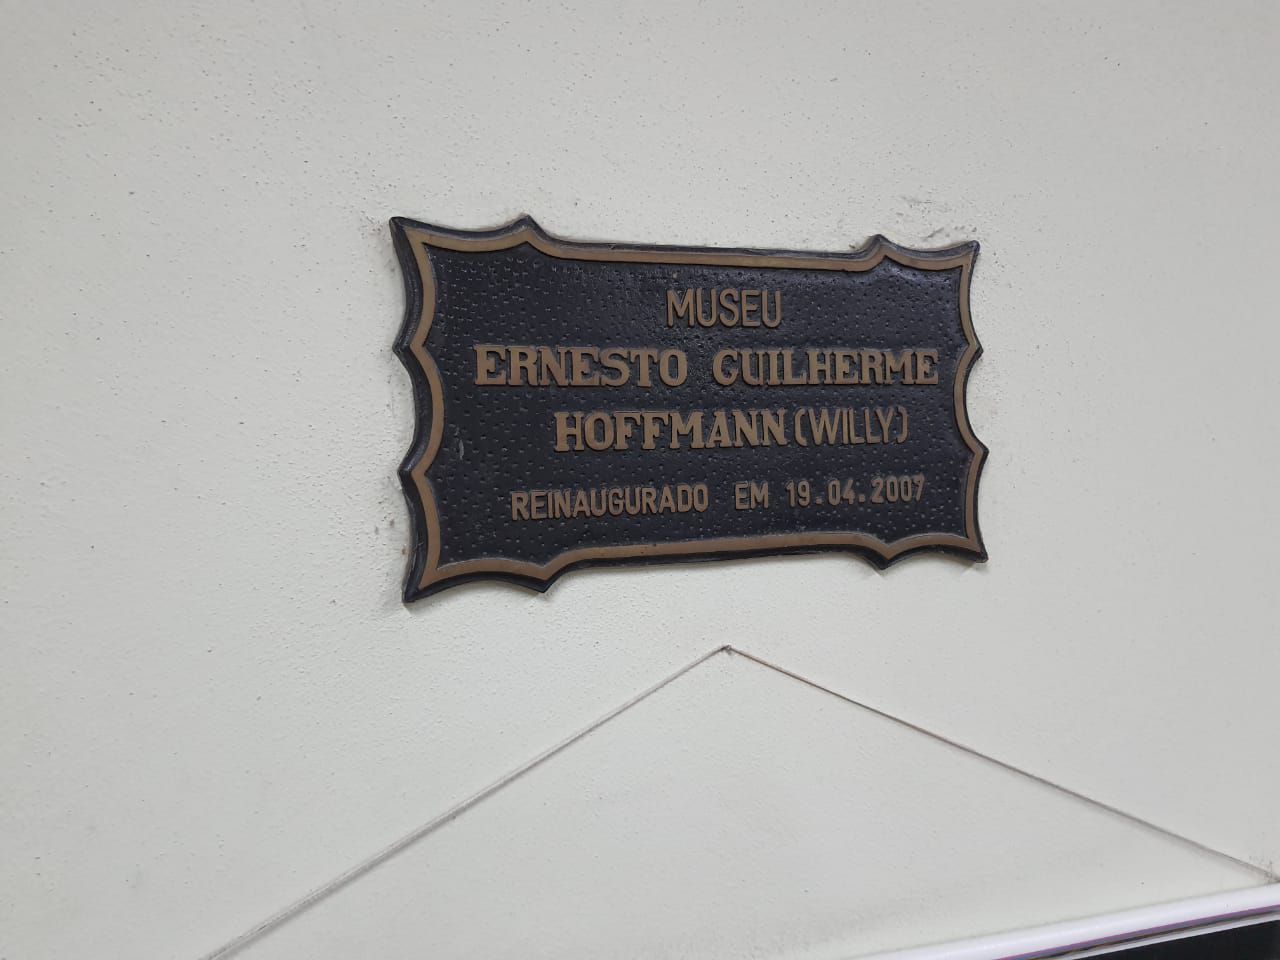 MUSEU
ERNESTO GUILHERME
HOFFMANN (WILLY)
REINAUGURADO EM 19.04.2007